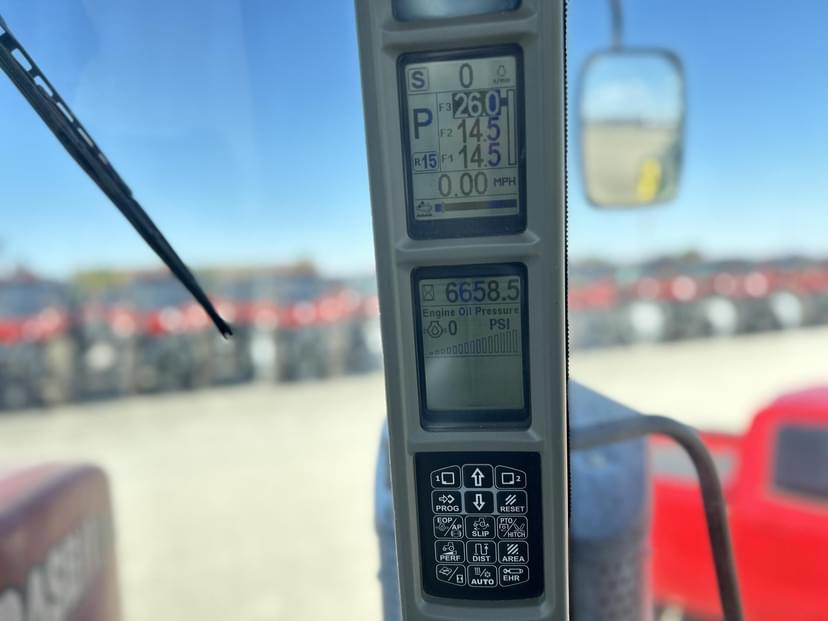 S 0
F3 26.0
P F2 14.5
R15 F1 14.5
0.00 MPH
6658.5
Engine Oil Pressure
0 PSI
1 2
PROG RESET
EOP/AP SLIP PTO/HITCH
PERF DIST AREA
AUTO EHR